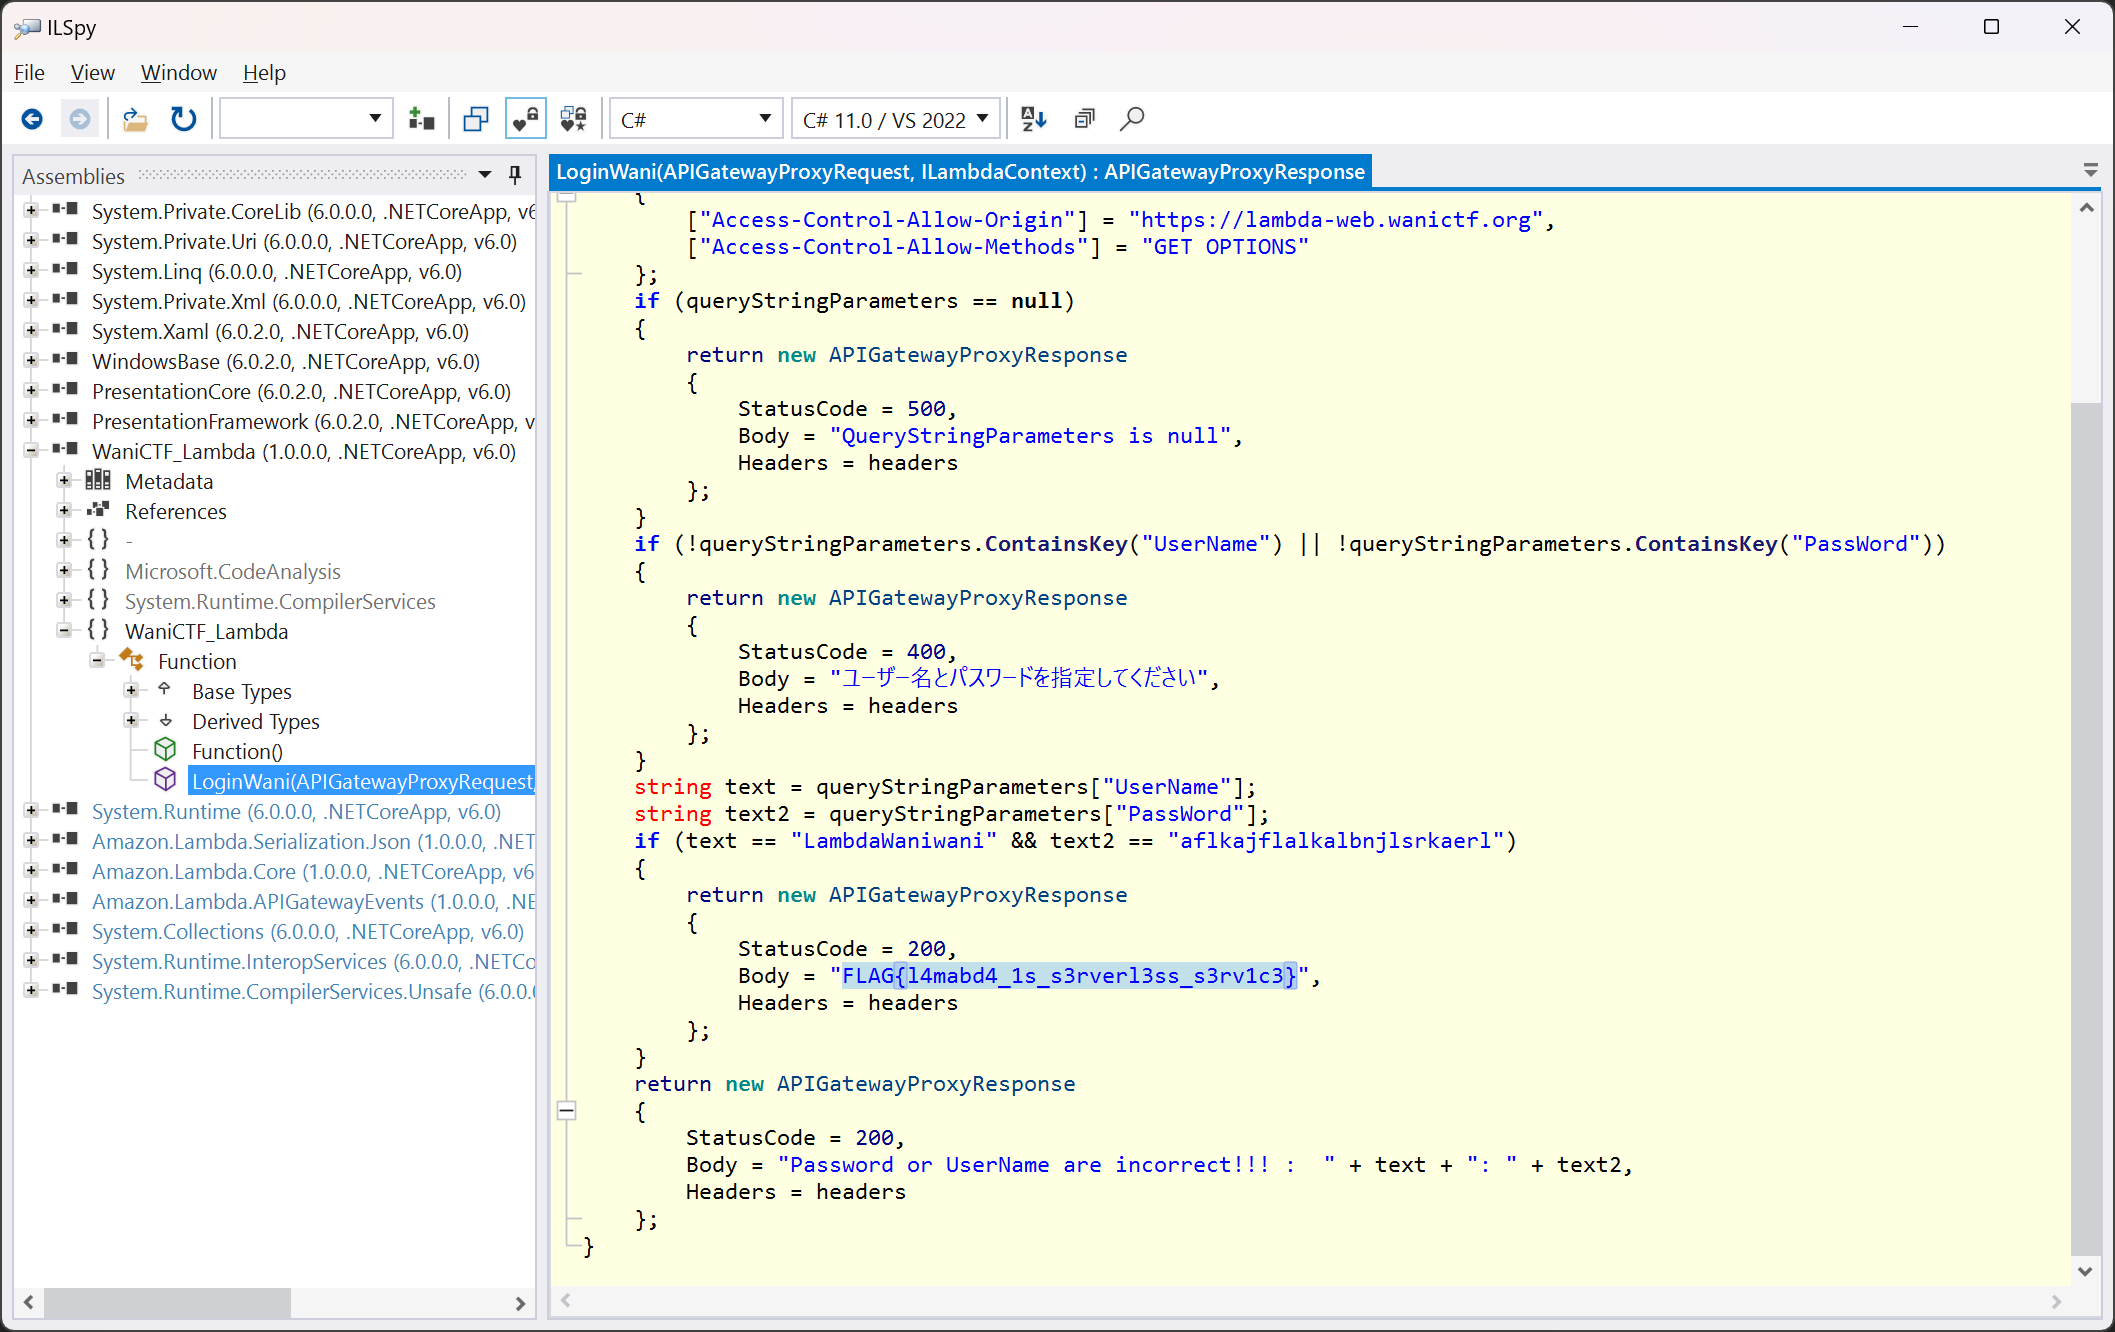 ILSpy
File View Window Help
C# C# 11.0 / VS 2022
Assemblies
System.Private.CoreLib (6.0.0.0, .NETCoreApp, v6
System.Private.Uri (6.0.0.0, .NETCoreApp, v6.0)
System.Linq (6.0.0.0, .NETCoreApp, v6.0)
System.Private.Xml (6.0.0.0, .NETCoreApp, v6.0)
System.Xaml (6.0.2.0, .NETCoreApp, v6.0)
WindowsBase (6.0.2.0, .NETCoreApp, v6.0)
PresentationCore (6.0.2.0, .NETCoreApp, v6.0)
PresentationFramework (6.0.2.0, .NETCoreApp, v
WaniCTF_Lambda (1.0.0.0, .NETCoreApp, v6.0)
Metadata
References
{ } -
{ } Microsoft.CodeAnalysis
{ } System.Runtime.CompilerServices
{ } WaniCTF_Lambda
Function
Base Types
Derived Types
Function()
LoginWani(APIGatewayProxyRequest,
System.Runtime (6.0.0.0, .NETCoreApp, v6.0)
Amazon.Lambda.Serialization.Json (1.0.0.0, .NET
Amazon.Lambda.Core (1.0.0.0, .NETCoreApp, v6
Amazon.Lambda.APIGatewayEvents (1.0.0.0, .NE
System.Collections (6.0.0.0, .NETCoreApp, v6.0)
System.Runtime.InteropServices (6.0.0.0, .NETCo
System.Runtime.CompilerServices.Unsafe (6.0.0.0
LoginWani(APIGatewayProxyRequest, ILambdaContext) : APIGatewayProxyResponse
{
["Access-Control-Allow-Origin"] = "https://lambda-web.wanictf.org",
["Access-Control-Allow-Methods"] = "GET OPTIONS"
};
if (queryStringParameters == null)
{
return new APIGatewayProxyResponse
{
StatusCode = 500,
Body = "QueryStringParameters is null",
Headers = headers
};
}
if (!queryStringParameters.ContainsKey("UserName") || !queryStringParameters.ContainsKey("PassWord"))
{
return new APIGatewayProxyResponse
{
StatusCode = 400,
Body = "ユーザー名とパスワードを指定してください",
Headers = headers
};
}
string text = queryStringParameters["UserName"];
string text2 = queryStringParameters["PassWord"];
if (text == "LambdaWaniwani" && text2 == "aflkajflalkalbnjlsrkaerl")
{
return new APIGatewayProxyResponse
{
StatusCode = 200,
Body = "FLAG{l4mabd4_1s_s3rverl3ss_s3rv1c3}",
Headers = headers
};
}
return new APIGatewayProxyResponse
{
StatusCode = 200,
Body = "Password or UserName are incorrect!!! :  " + text + ": " + text2,
Headers = headers
};
}